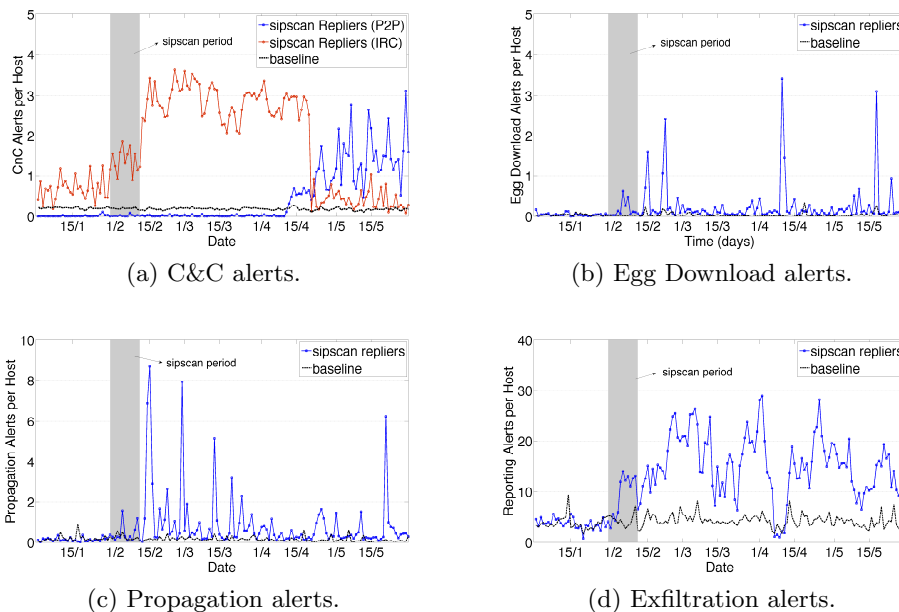 5
4
3
2
1
0
CnC Alerts per Host
sipscan period
sipscan Repliers (P2P)
sipscan Repliers (IRC)
baseline
15/1 1/2 15/2 1/3 15/3 1/4 15/4 1/5 15/5
Date
(a) C&C alerts.
5
4
3
2
1
0
Egg Download Alerts per Host
sipscan period
sipscan repliers
baseline
15/1 1/2 15/2 1/3 15/3 1/4 15/4 1/5 15/5
Time (days)
(b) Egg Download alerts.
10
8
6
4
2
0
Propagation Alerts per Host
sipscan period
sipscan repliers
baseline
15/1 1/2 15/2 1/3 15/3 1/4 15/4 1/5 15/5
Date
(c) Propagation alerts.
40
30
20
10
0
Reporting Alerts per Host
sipscan period
sipscan repliers
baseline
15/1 1/2 15/2 1/3 15/3 1/4 15/4 1/5 15/5
Date
(d) Exfiltration alerts.